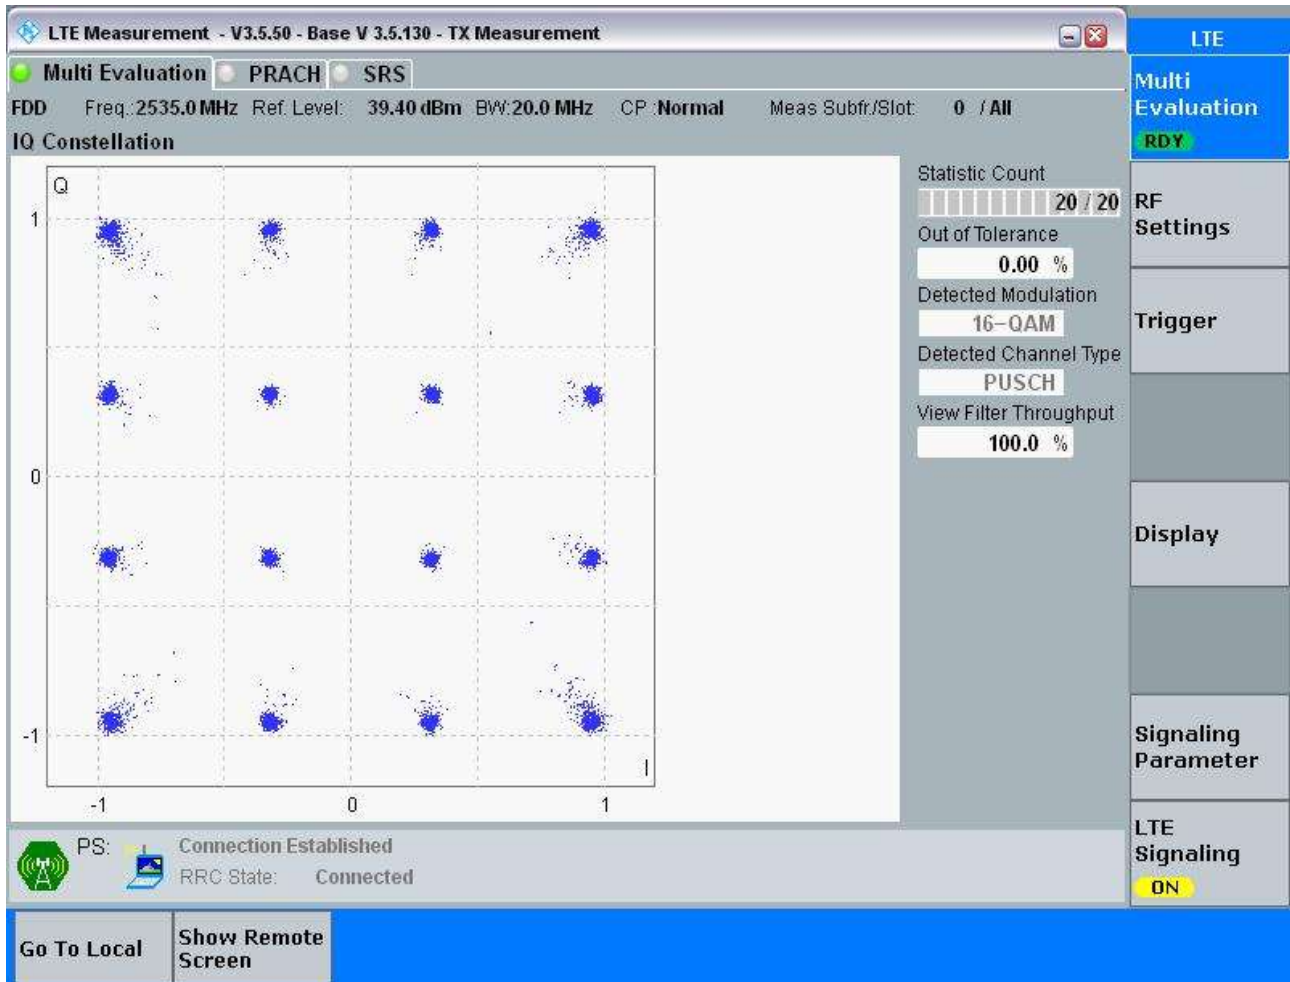 LTE Measurement - V3.5.50 - Base V 3.5.130 - TX Measurement
Multi Evaluation PRACH SRS
FDD Freq.:2535.0 MHz Ref. Level: 39.40 dBm BW:20.0 MHz CP :Normal Meas Subfr./Slot: 0 / All
IQ Constellation
Q
1
0
-1
I
-1 0 1
Statistic Count
20 / 20
Out of Tolerance
0.00 %
Detected Modulation
16-QAM
Detected Channel Type
PUSCH
View Filter Throughput
100.0 %
PS: Connection Established
RRC State: Connected
LTE
Multi
Evaluation
RDY
RF
Settings
Trigger
Display
Signaling
Parameter
LTE
Signaling
ON
Go To Local
Show Remote
Screen